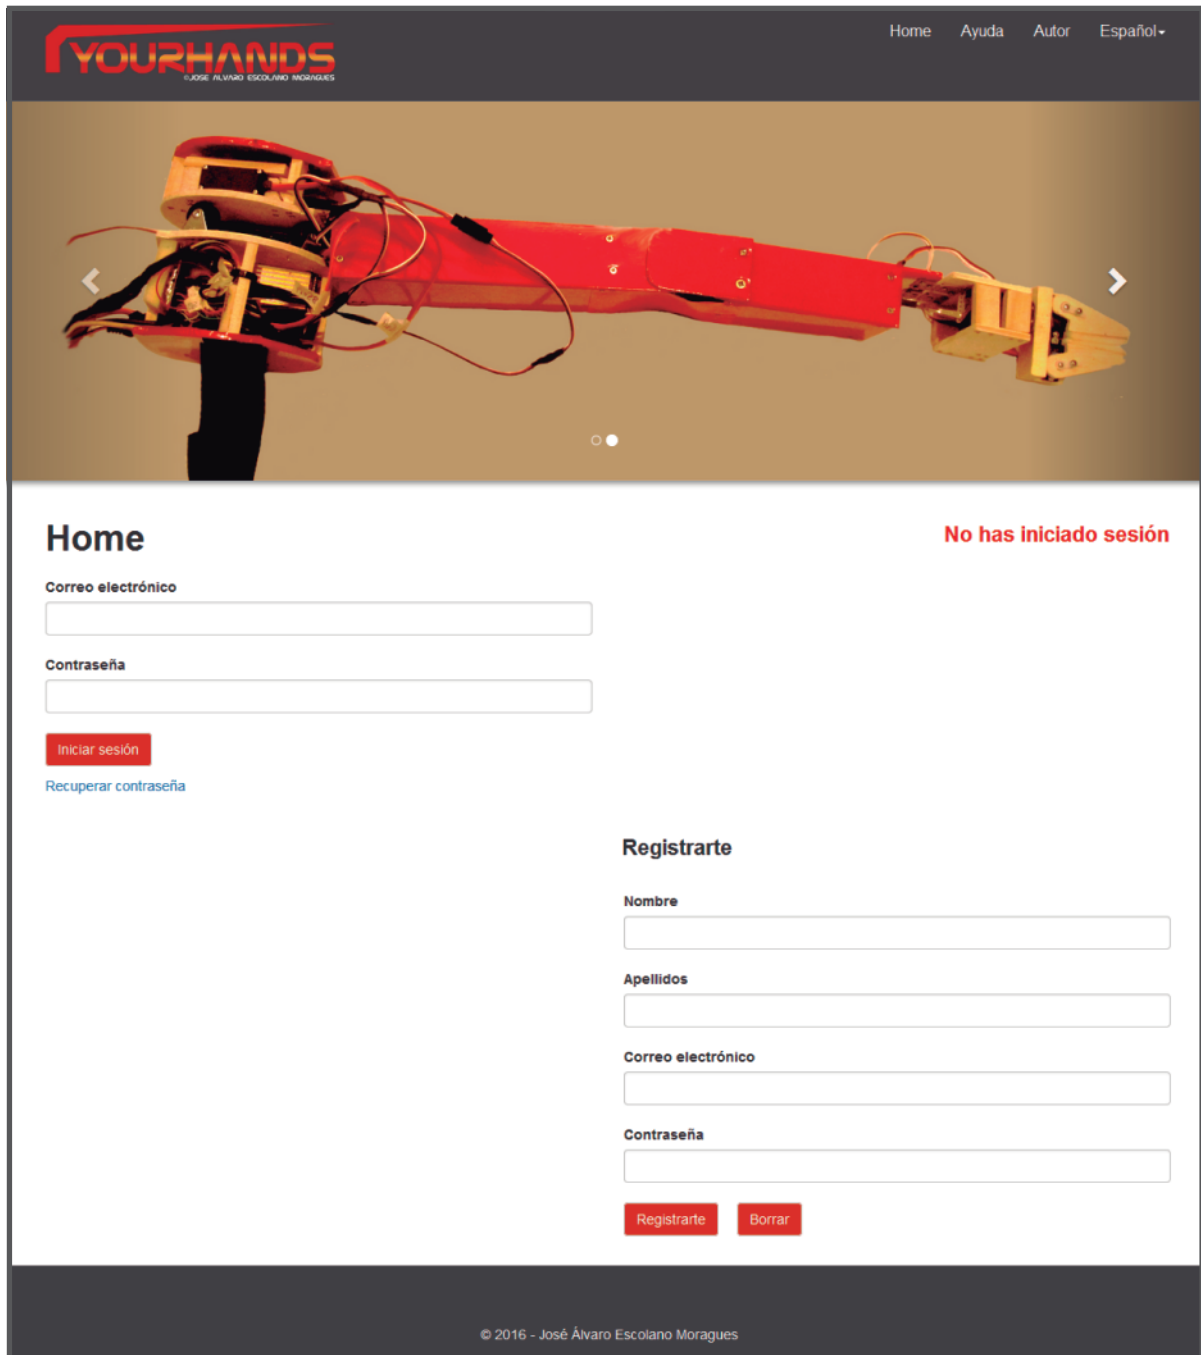 YOURHANDS
©JOSE ALVARO ESCOLANO MORAGUES
Home Ayuda Autor Español
Home
No has iniciado sesión
Correo electrónico
Contraseña
Iniciar sesión
Recuperar contraseña
Registrarte
Nombre
Apellidos
Correo electrónico
Contraseña
Registrarte Borrar
© 2016 - José Álvaro Escolano Moragues